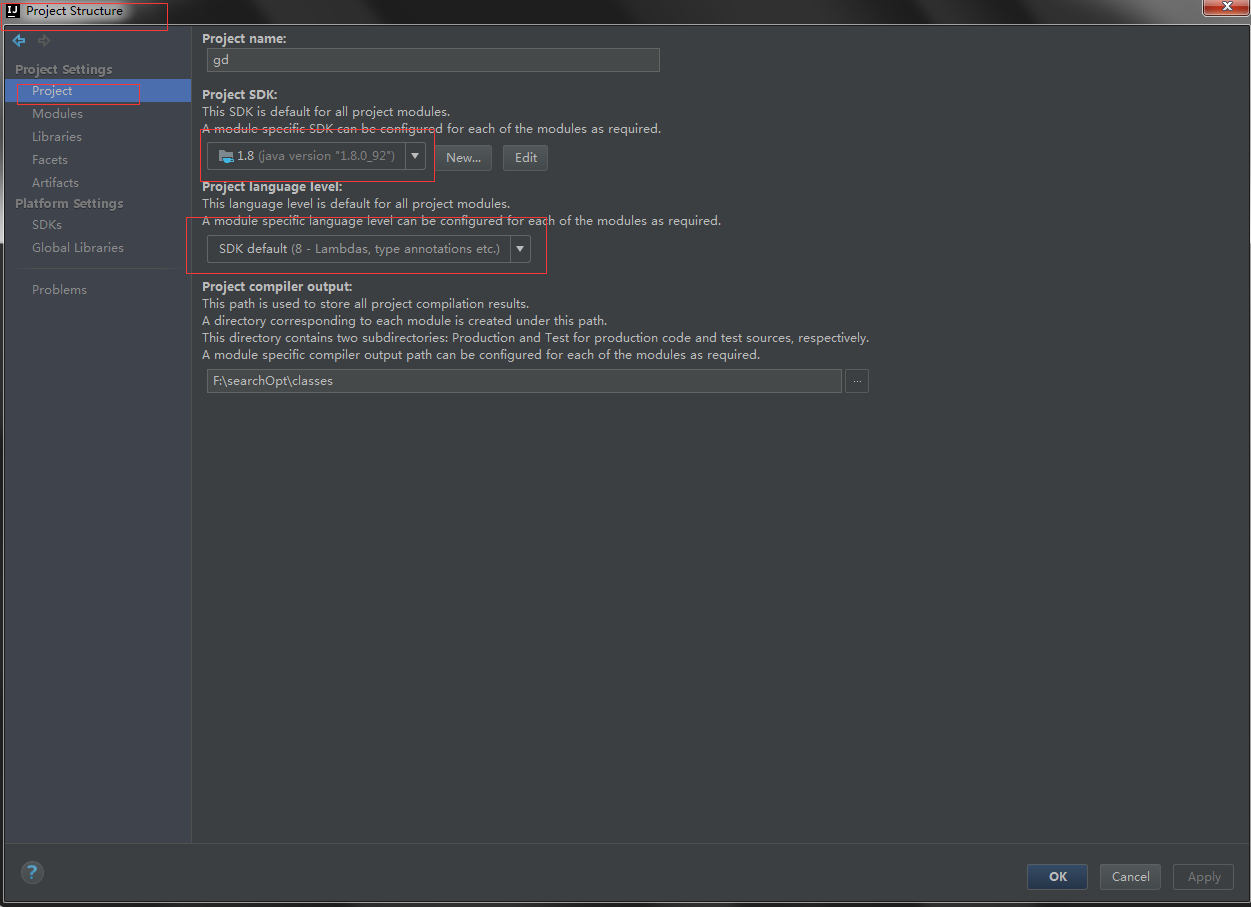 Project Structure
Project Settings
Project
Modules
Libraries
Facets
Artifacts
Platform Settings
SDKs
Global Libraries
Problems
Project name:
gd
Project SDK:
This SDK is default for all project modules.
A module specific SDK can be configured for each of the modules as required.
1.8 (java version "1.8.0_92")
New...
Edit
Project language level:
This language level is default for all project modules.
A module specific language level can be configured for each of the modules as required.
SDK default (8 - Lambdas, type annotations etc.)
Project compiler output:
This path is used to store all project compilation results.
A directory corresponding to each module is created under this path.
This directory contains two subdirectories: Production and Test for production code and test sources, respectively.
A module specific compiler output path can be configured for each of the modules as required.
F:\searchOpt\classes
...
?
OK
Cancel
Apply